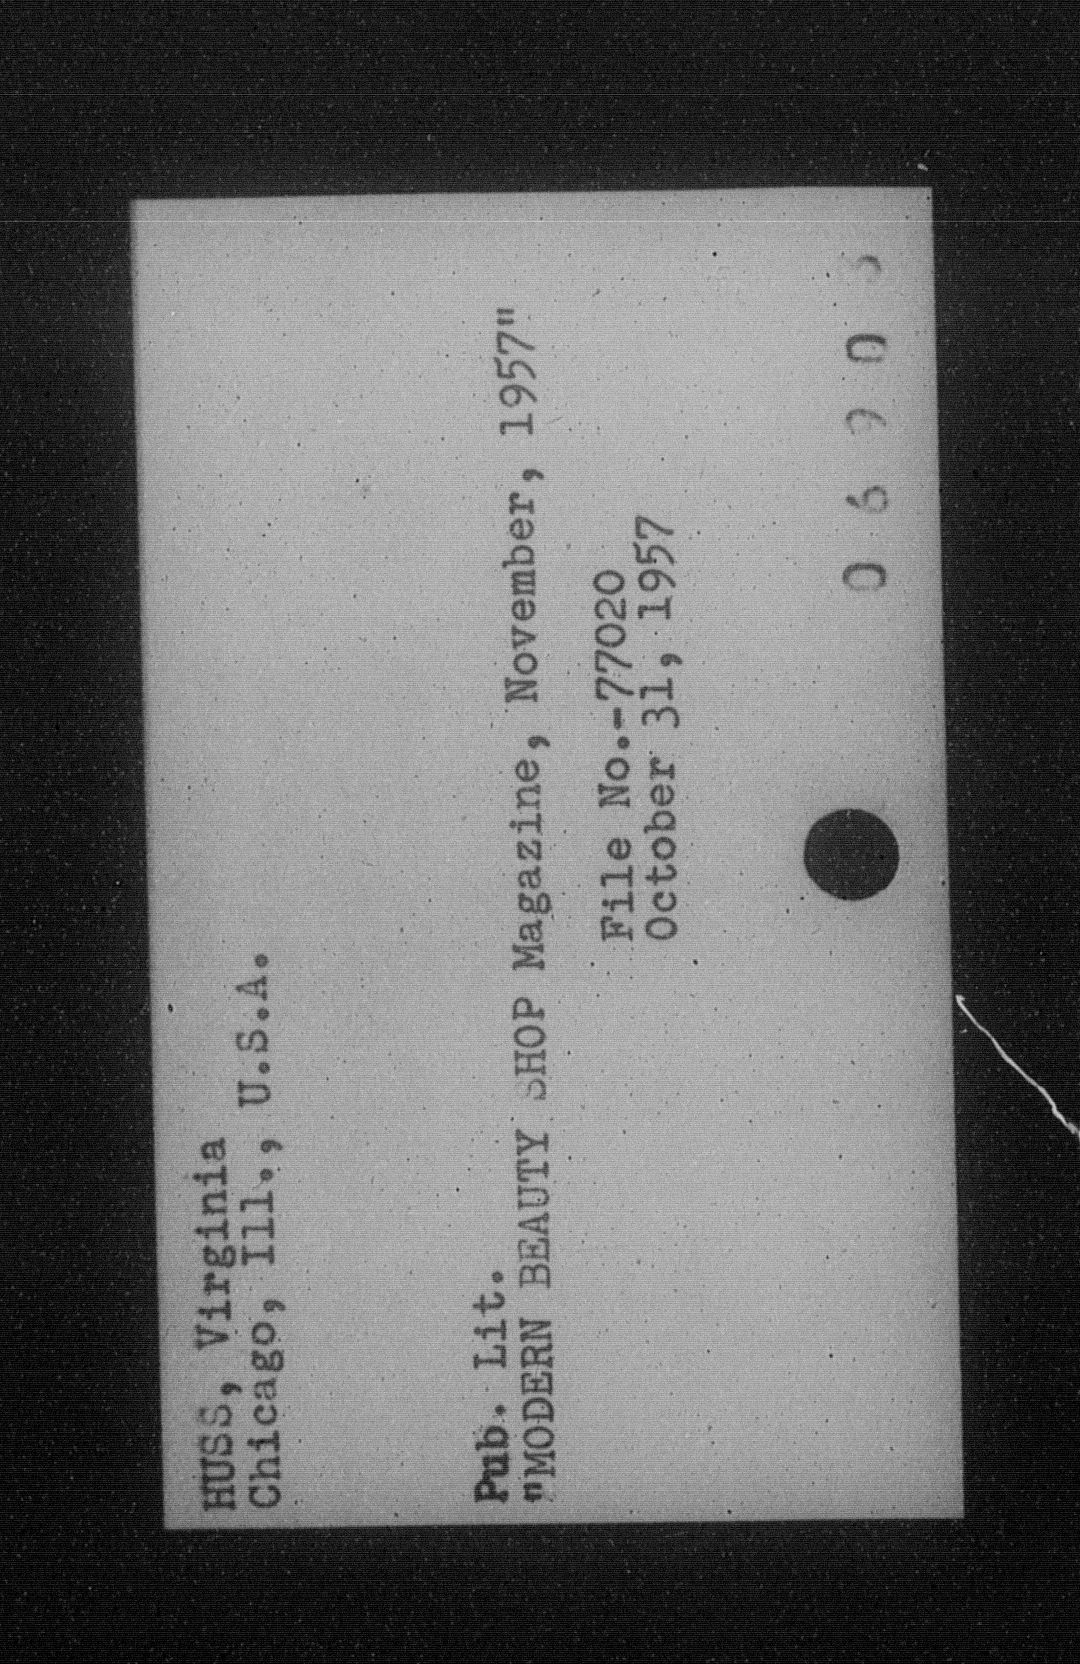 HUSS, Virginia
Chicago, Ill., U.S.A.
Pub. Lit.
"MODERN BEAUTY SHOP Magazine, November, 1957"
File No.-77020
October 31, 1957